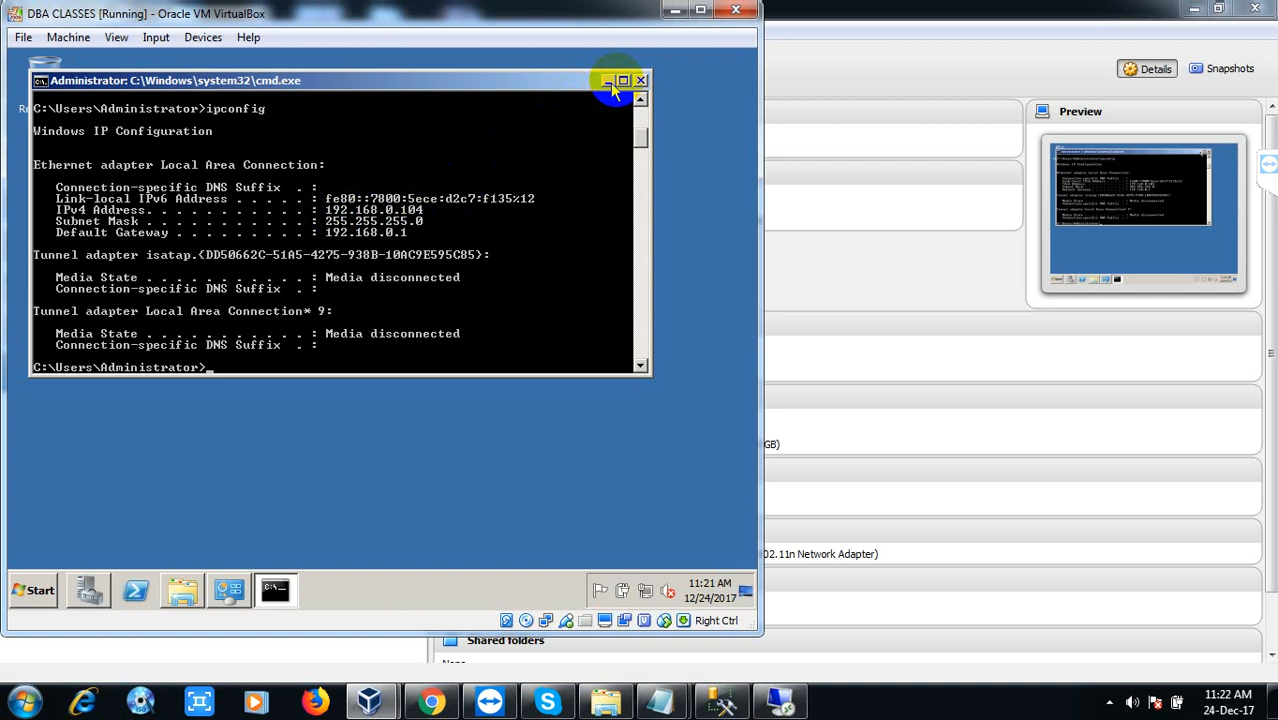 DBA CLASSES [Running] - Oracle VM VirtualBox
File Machine View Input Devices Help
Details
Snapshots
Administrator: C:\Windows\system32\cmd.exe
Preview
Re
C:\Users\Administrator>ipconfig
Windows IP Configuration
Ethernet adapter Local Area Connection:
Connection-specific DNS Suffix . :
Link-local IPv6 Address . . . . . : fe80::7800:5ece:d2c7:f135%12
IPv4 Address. . . . . . . . . . . : 192.168.0.104
Subnet Mask . . . . . . . . . . . : 255.255.255.0
Default Gateway . . . . . . . . . : 192.168.0.1
Tunnel adapter isatap.{DD50662C-51A5-4275-938B-10AC9E595C85}:
Media State . . . . . . . . . . . : Media disconnected
Connection-specific DNS Suffix . :
Tunnel adapter Local Area Connection* 9:
Media State . . . . . . . . . . . : Media disconnected
Connection-specific DNS Suffix . :
C:\Users\Administrator>_
GB)
02.11n Network Adapter)
Start
11:21 AM
12/24/2017
Right Ctrl
Shared folders
11:22 AM
24-Dec-17